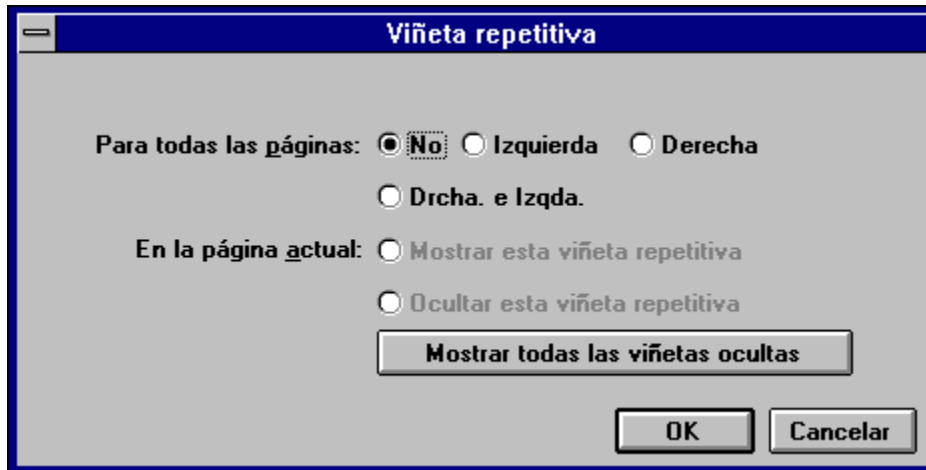 Viñeta repetitiva
Para todas las páginas: No Izquierda Derecha
Drcha. e Izqda.
En la página actual: Mostrar esta viñeta repetitiva
Ocultar esta viñeta repetitiva
Mostrar todas las viñetas ocultas
OK Cancelar